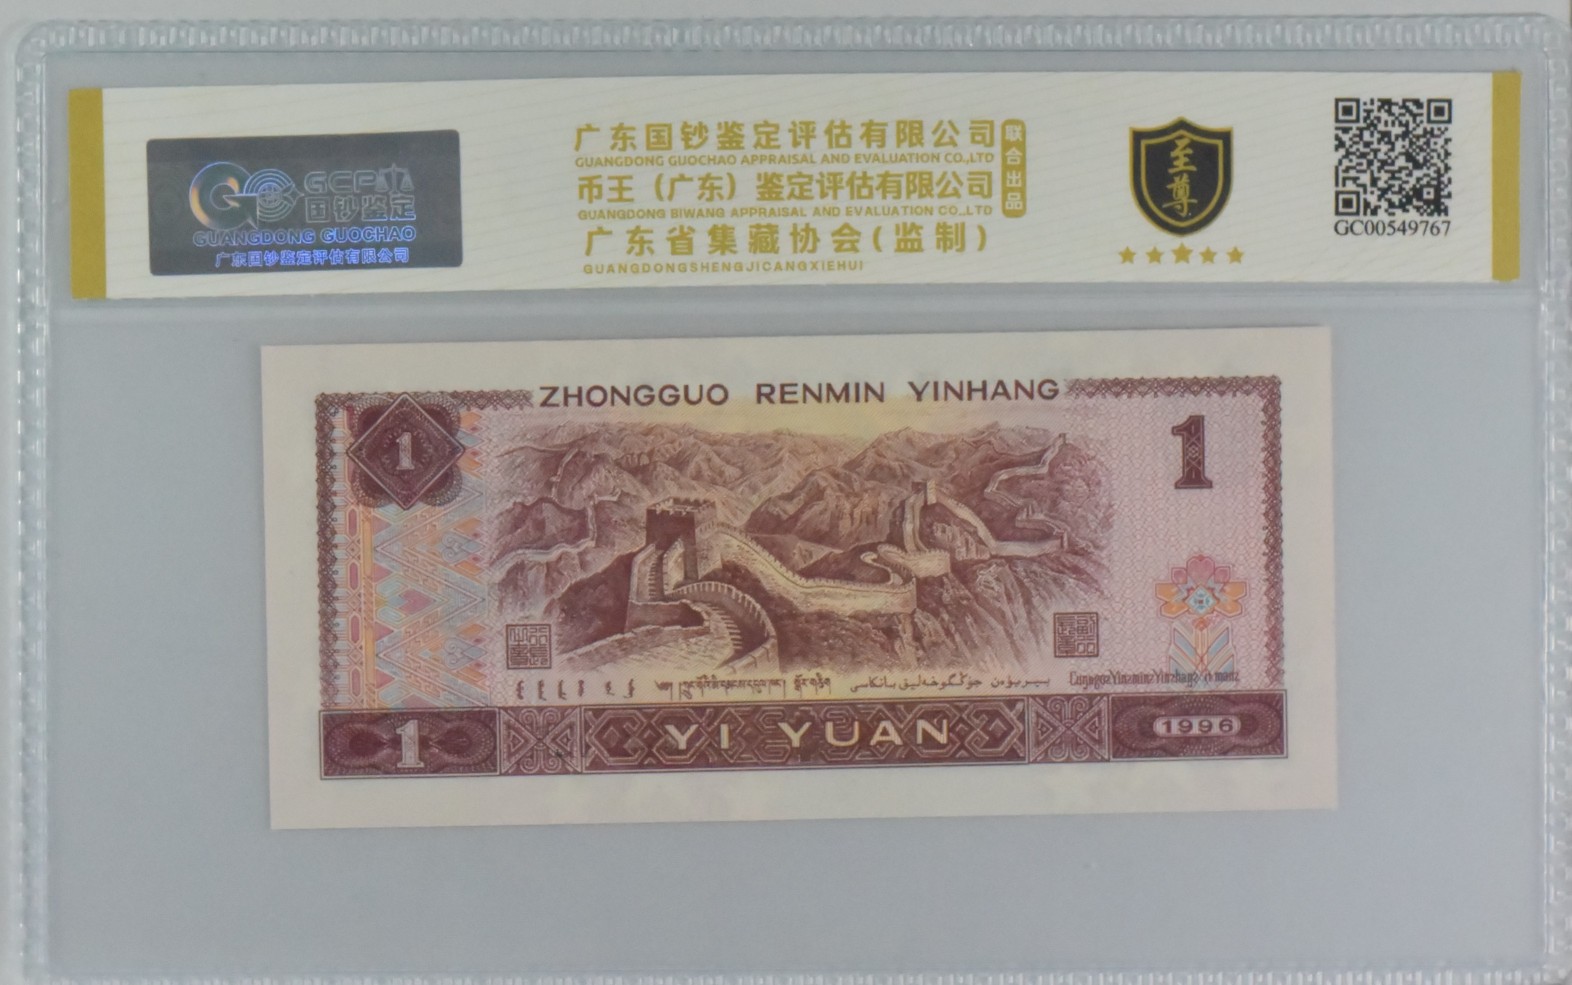 广东国钞鉴定评估有限公司
GUANGDONG GUOCHAO APPRAISAL AND EVALUATION CO.,LTD
币王（广东）鉴定评估有限公司
GUANGDONG BIWANG APPRAISAL AND EVALUATION CO.,LTD
广东省集藏协会(监制)
GUANGDONGSHENGJICANGXIEHUI
联合出品
GCP
国钞鉴定
GUANGDONG GUOCHAO
广东国钞鉴定评估有限公司
至尊
GC00549767
ZHONGGUO RENMIN YINHANG
1
1
1
YI YUAN
1996